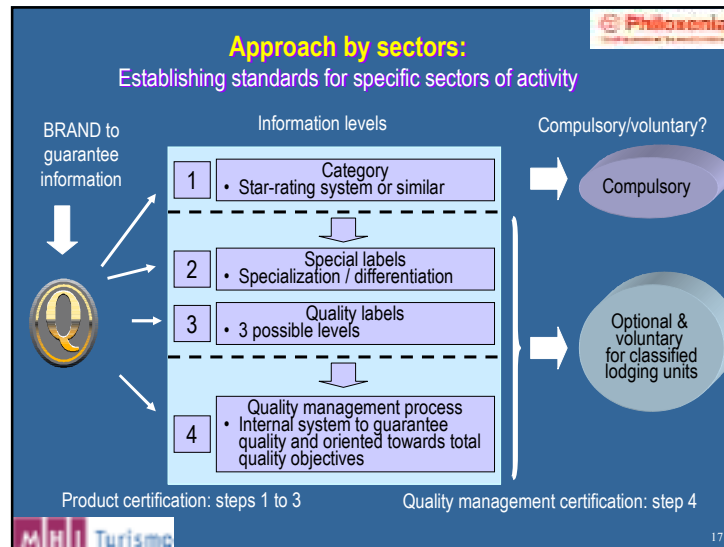 Philoxenia
Approach by sectors:
Establishing standards for specific sectors of activity
BRAND to
guarantee
information
Information levels
Compulsory/voluntary?
1
Category
• Star-rating system or similar
Compulsory
2
Special labels
• Specialization / differentiation
Q
3
Quality labels
• 3 possible levels
Optional &
voluntary
for classified
lodging units
4
Quality management process
• Internal system to guarantee
quality and oriented towards total
quality objectives
Product certification: steps 1 to 3
Quality management certification: step 4
MHI Turismo
17